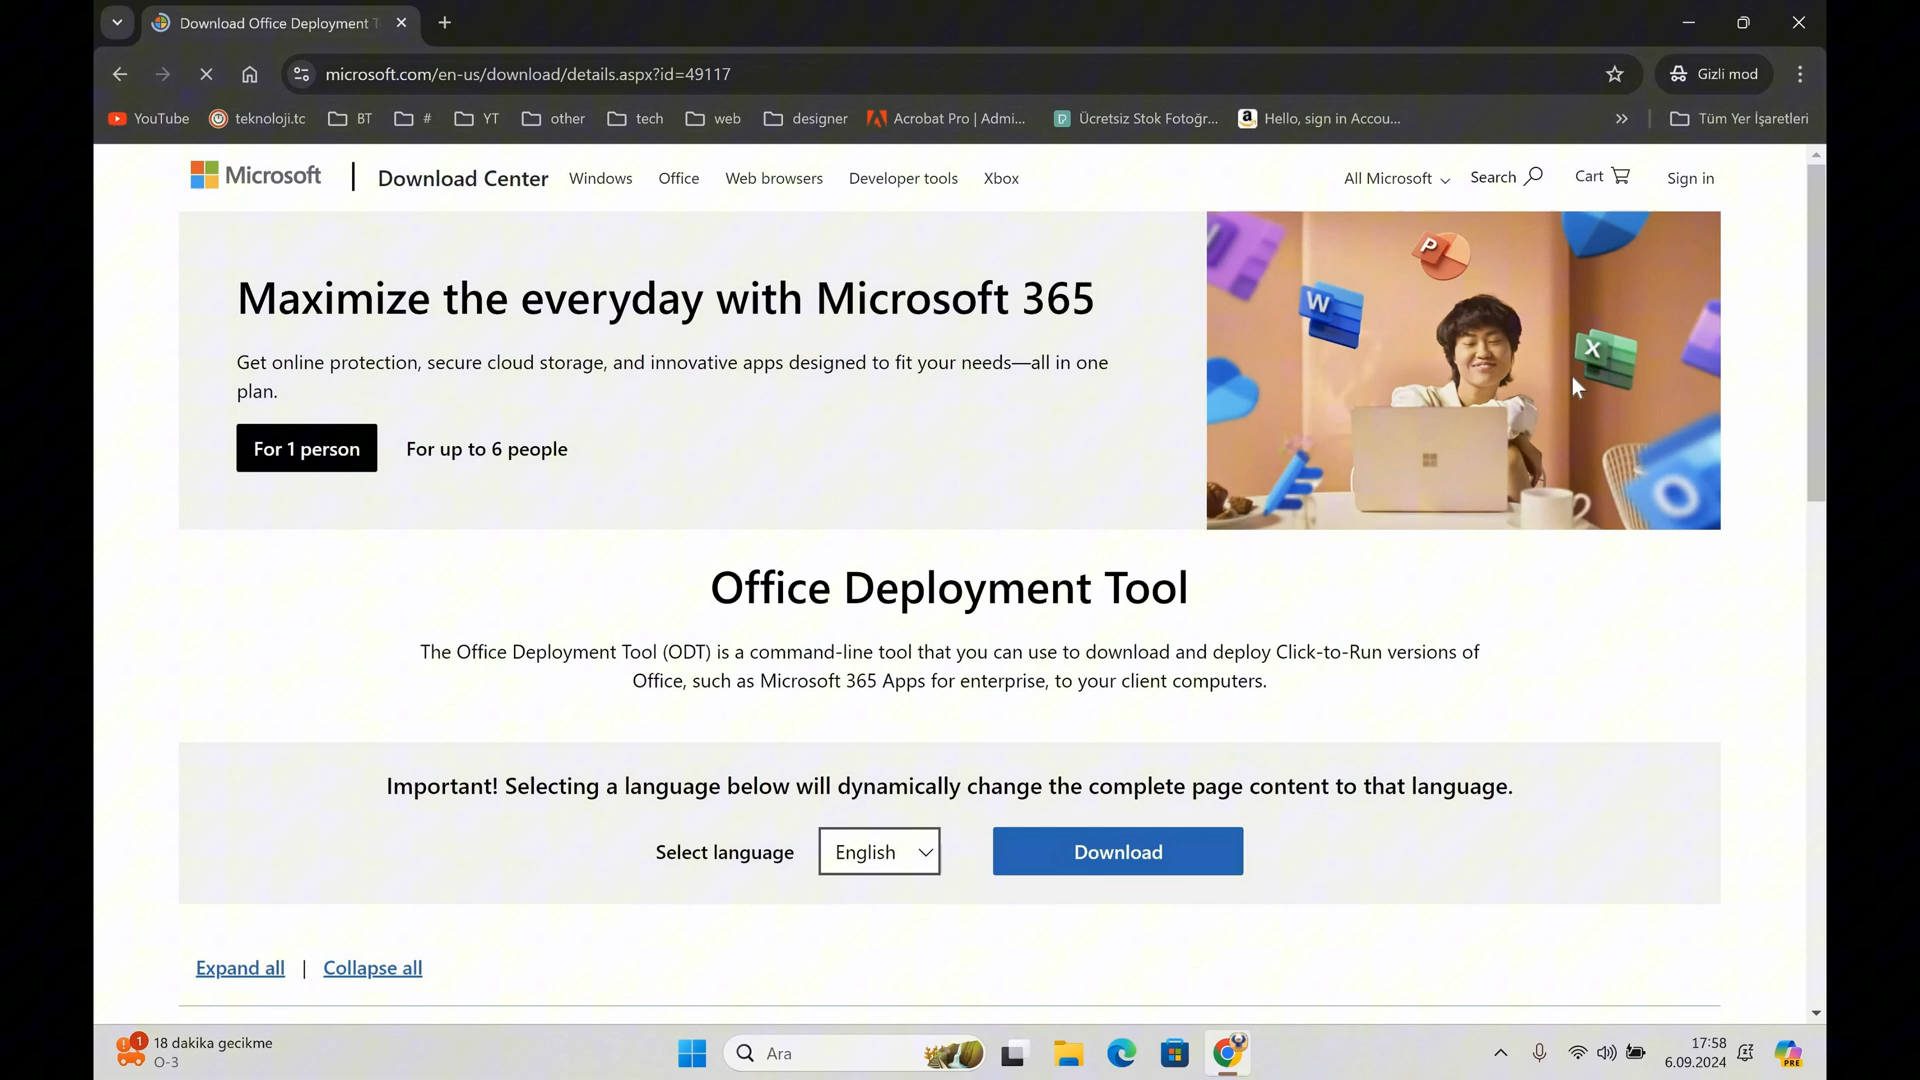 Download Office Deployment T
microsoft.com/en-us/download/details.aspx?id=49117
Gizli mod
YouTube
teknoloji.tc
BT
#
YT
other
tech
web
designer
Acrobat Pro | Admi...
Ücretsiz Stok Fotoğr...
Hello, sign in Accou...
Tüm Yer İşaretleri
Microsoft
Download Center
Windows
Office
Web browsers
Developer tools
Xbox
All Microsoft
Search
Cart
Sign in
Maximize the everyday with Microsoft 365
Get online protection, secure cloud storage, and innovative apps designed to fit your needs—all in one
plan.
For 1 person
For up to 6 people
P
W
X
O
Office Deployment Tool
The Office Deployment Tool (ODT) is a command-line tool that you can use to download and deploy Click-to-Run versions of
Office, such as Microsoft 365 Apps for enterprise, to your client computers.
Important! Selecting a language below will dynamically change the complete page content to that language.
Select language
English
Download
Expand all | Collapse all
1
18 dakika gecikme
O-3
Ara
17:58
6.09.2024
PRE